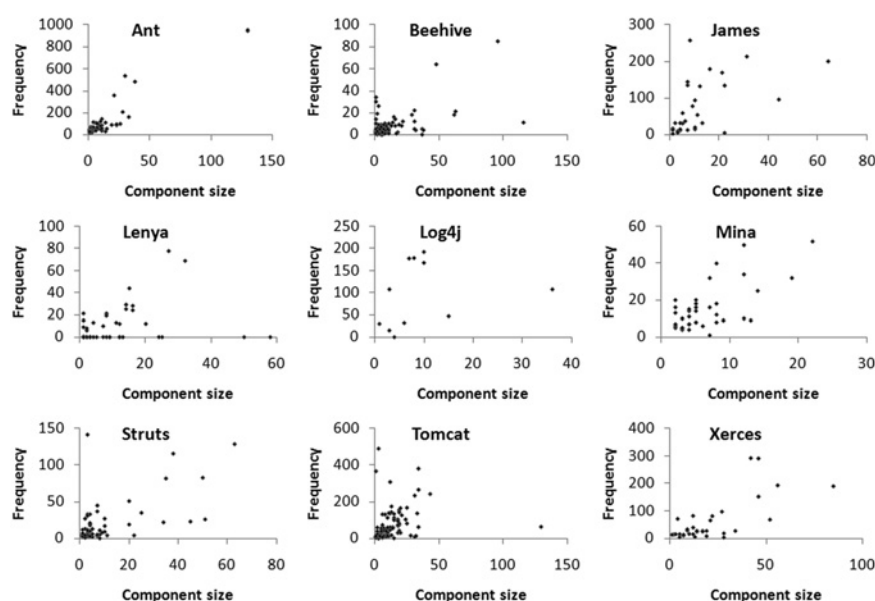 Ant
Frequency
1000
800
600
400
200
0
0 50 100 150
Component size
Beehive
Frequency
100
80
60
40
20
0
0 50 100 150
Component size
James
Frequency
300
200
100
0
0 20 40 60 80
Component size
Lenya
Frequency
100
80
60
40
20
0
0 20 40 60
Component size
Log4j
Frequency
250
200
150
100
50
0
0 20 40
Component size
Mina
Frequency
60
40
20
0
0 10 20 30
Component size
Struts
Frequency
150
100
50
0
0 20 40 60 80
Component size
Tomcat
Frequency
600
400
200
0
0 50 100 150
Component size
Xerces
Frequency
400
300
200
100
0
0 50 100
Component size